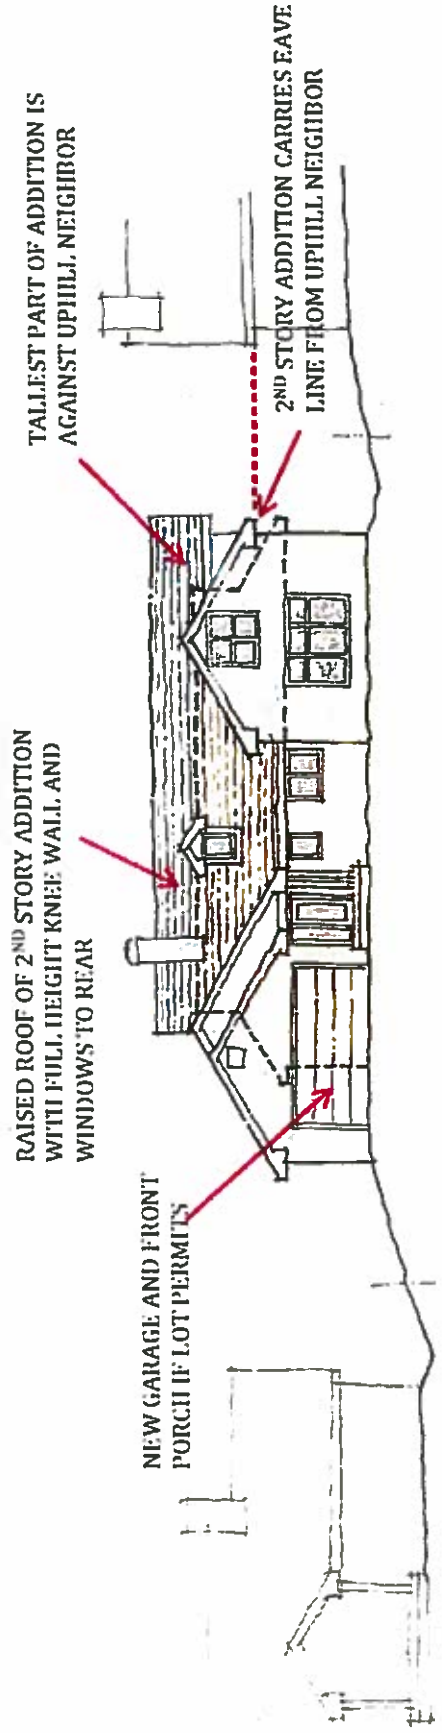 NEW GARAGE AND FRONT
PORCH IF LOT PERMITS
RAISED ROOF OF 2ND STORY ADDITION
WITH FULL HEIGHT KNEE WALL AND
WINDOWS TO REAR
TALLEST PART OF ADDITION IS
AGAINST UPHILL NEIGHBOR
2ND STORY ADDITION CARRIES EAVE
LINE FROM UPHILL NEIGHBOR